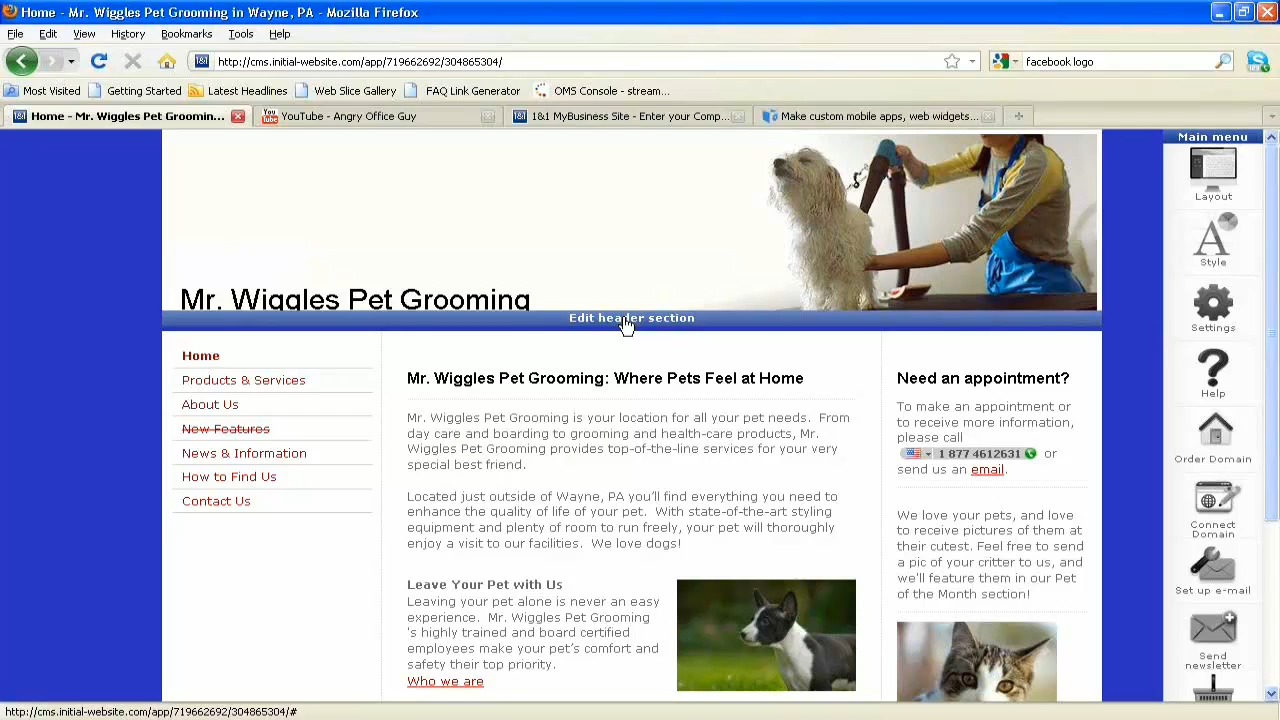 Home - Mr. Wiggles Pet Grooming in Wayne, PA - Mozilla Firefox
File Edit View History Bookmarks Tools Help
http://cms.initial-website.com/app/719662692/304865304/
facebook logo
Most Visited Getting Started Latest Headlines Web Slice Gallery FAQ Link Generator OMS Console - stream...
1&1 Home - Mr. Wiggles Pet Groomin... You Tube YouTube - Angry Office Guy 1&1 1&1 MyBusiness Site - Enter your Comp... Make custom mobile apps, web widgets...
Main menu
Layout
Style
Settings
Help
Order Domain
Connect
Domain
Set up e-mail
Send
newsletter
Mr. Wiggles Pet Grooming
Edit header section
Home
Products & Services
About Us
New Features
News & Information
How to Find Us
Contact Us
Mr. Wiggles Pet Grooming: Where Pets Feel at Home
Mr. Wiggles Pet Grooming is your location for all your pet needs. From
day care and boarding to grooming and health-care products, Mr.
Wiggles Pet Grooming provides top-of-the-line services for your very
special best friend.
Located just outside of Wayne, PA you'll find everything you need to
enhance the quality of life of your pet. With state-of-the-art styling
equipment and plenty of room to run freely, your pet will thoroughly
enjoy a visit to our facilities. We love dogs!
Leave Your Pet with Us
Leaving your pet alone is never an easy
experience. Mr. Wiggles Pet Grooming
's highly trained and board certified
employees make your pet's comfort and
safety their top priority.
Who we are
Need an appointment?
To make an appointment or
to receive more information,
please call
1 877 4612631 or
send us an email.
We love your pets, and love
to receive pictures of them at
their cutest. Feel free to send
a pic of your critter to us, and
we'll feature them in our Pet
of the Month section!
http://cms.initial-website.com/app/719662692/304865304/#